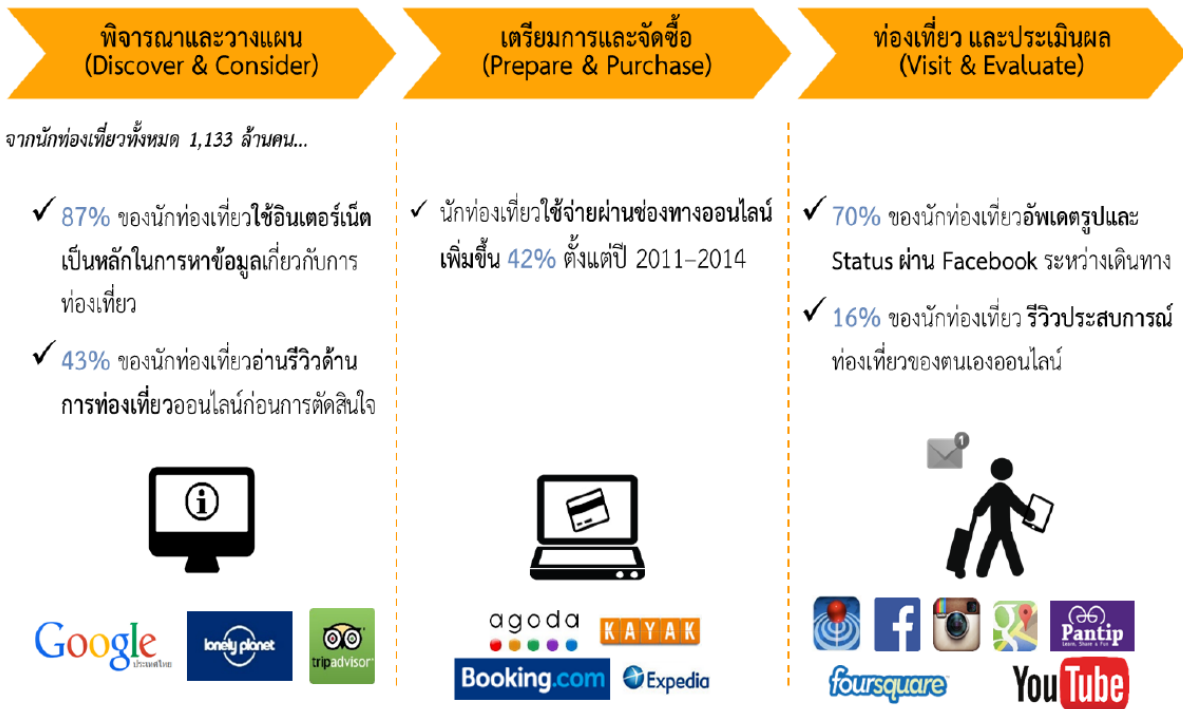 พิจารณาและวางแผน
(Discover & Consider)
จากนักท่องเที่ยวทั้งหมด 1,133 ล้านคน...
87% ของนักท่องเที่ยวใช้อินเตอร์เน็ต
เป็นหลักในการหาข้อมูลเกี่ยวกับการ
ท่องเที่ยว
43% ของนักท่องเที่ยวอ่านรีวิวด้าน
การท่องเที่ยวออนไลน์ก่อนการตัดสินใจ
i
Google
ประเทศไทย
lonely planet
tripadvisor
เตรียมการและจัดซื้อ
(Prepare & Purchase)
นักท่องเที่ยวใช้จ่ายผ่านช่องทางออนไลน์
เพิ่มขึ้น 42% ตั้งแต่ปี 2011–2014
agoda
KAYAK
Booking.com
Expedia
ท่องเที่ยว และประเมินผล
(Visit & Evaluate)
70% ของนักท่องเที่ยวอัพเดตรูปและ
Status ผ่าน Facebook ระหว่างเดินทาง
16% ของนักท่องเที่ยว รีวิวประสบการณ์
ท่องเที่ยวของตนเองออนไลน์
1
f
g
Pantip
Learn, Share & Fun
foursquare
YouTube